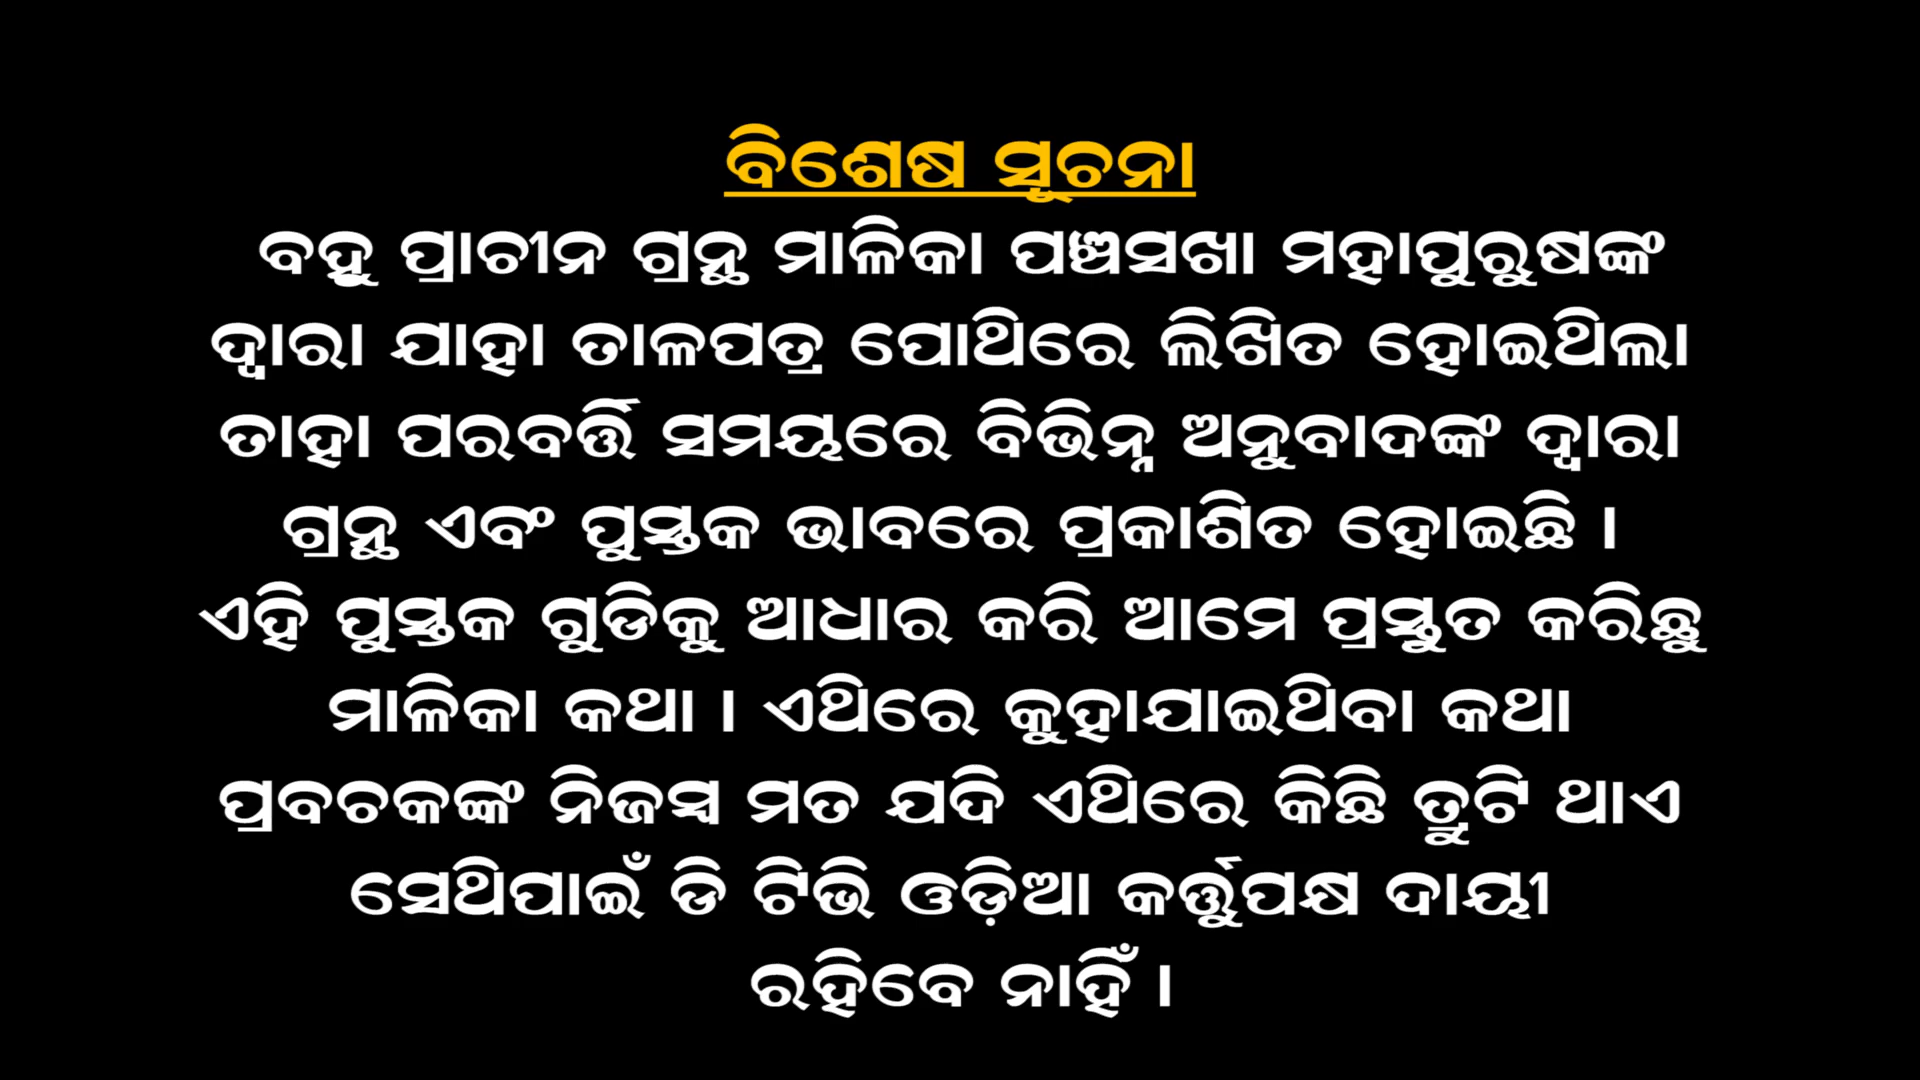 ବିଶେଷ ସୂଚନା
ବହୁ ପ୍ରାଚୀନ ଗ୍ରନ୍ଥ ମାଳିକା ପଞ୍ଚସଖା ମହାପୁରୁଷଙ୍କ
ଦ୍ୱାରା ଯାହା ତାଳପତ୍ର ପୋଥିରେ ଲିଖିତ ହୋଇଥିଲା
ତାହା ପରବର୍ତ୍ତି ସମୟରେ ବିଭିନ୍ନ ଅନୁବାଦଙ୍କ ଦ୍ୱାରା
ଗ୍ରନ୍ଥ ଏବଂ ପୁସ୍ତକ ଭାବରେ ପ୍ରକାଶିତ ହୋଇଛି ।
ଏହି ପୁସ୍ତକ ଗୁଡିକୁ ଆଧାର କରି ଆମେ ପ୍ରସ୍ତୁତ କରିଛୁ
ମାଳିକା କଥା । ଏଥିରେ କୁହାଯାଇଥିବା କଥା
ପ୍ରବଚକଙ୍କ ନିଜସ୍ୱ ମତ ଯଦି ଏଥିରେ କିଛି ତ୍ରୁଟି ଥାଏ
ସେଥିପାଇଁ ଡି ଟିଭି ଓଡ଼ିଆ କର୍ତ୍ତୁପକ୍ଷ ଦାୟୀ
ରହିବେ ନାହିଁ ।